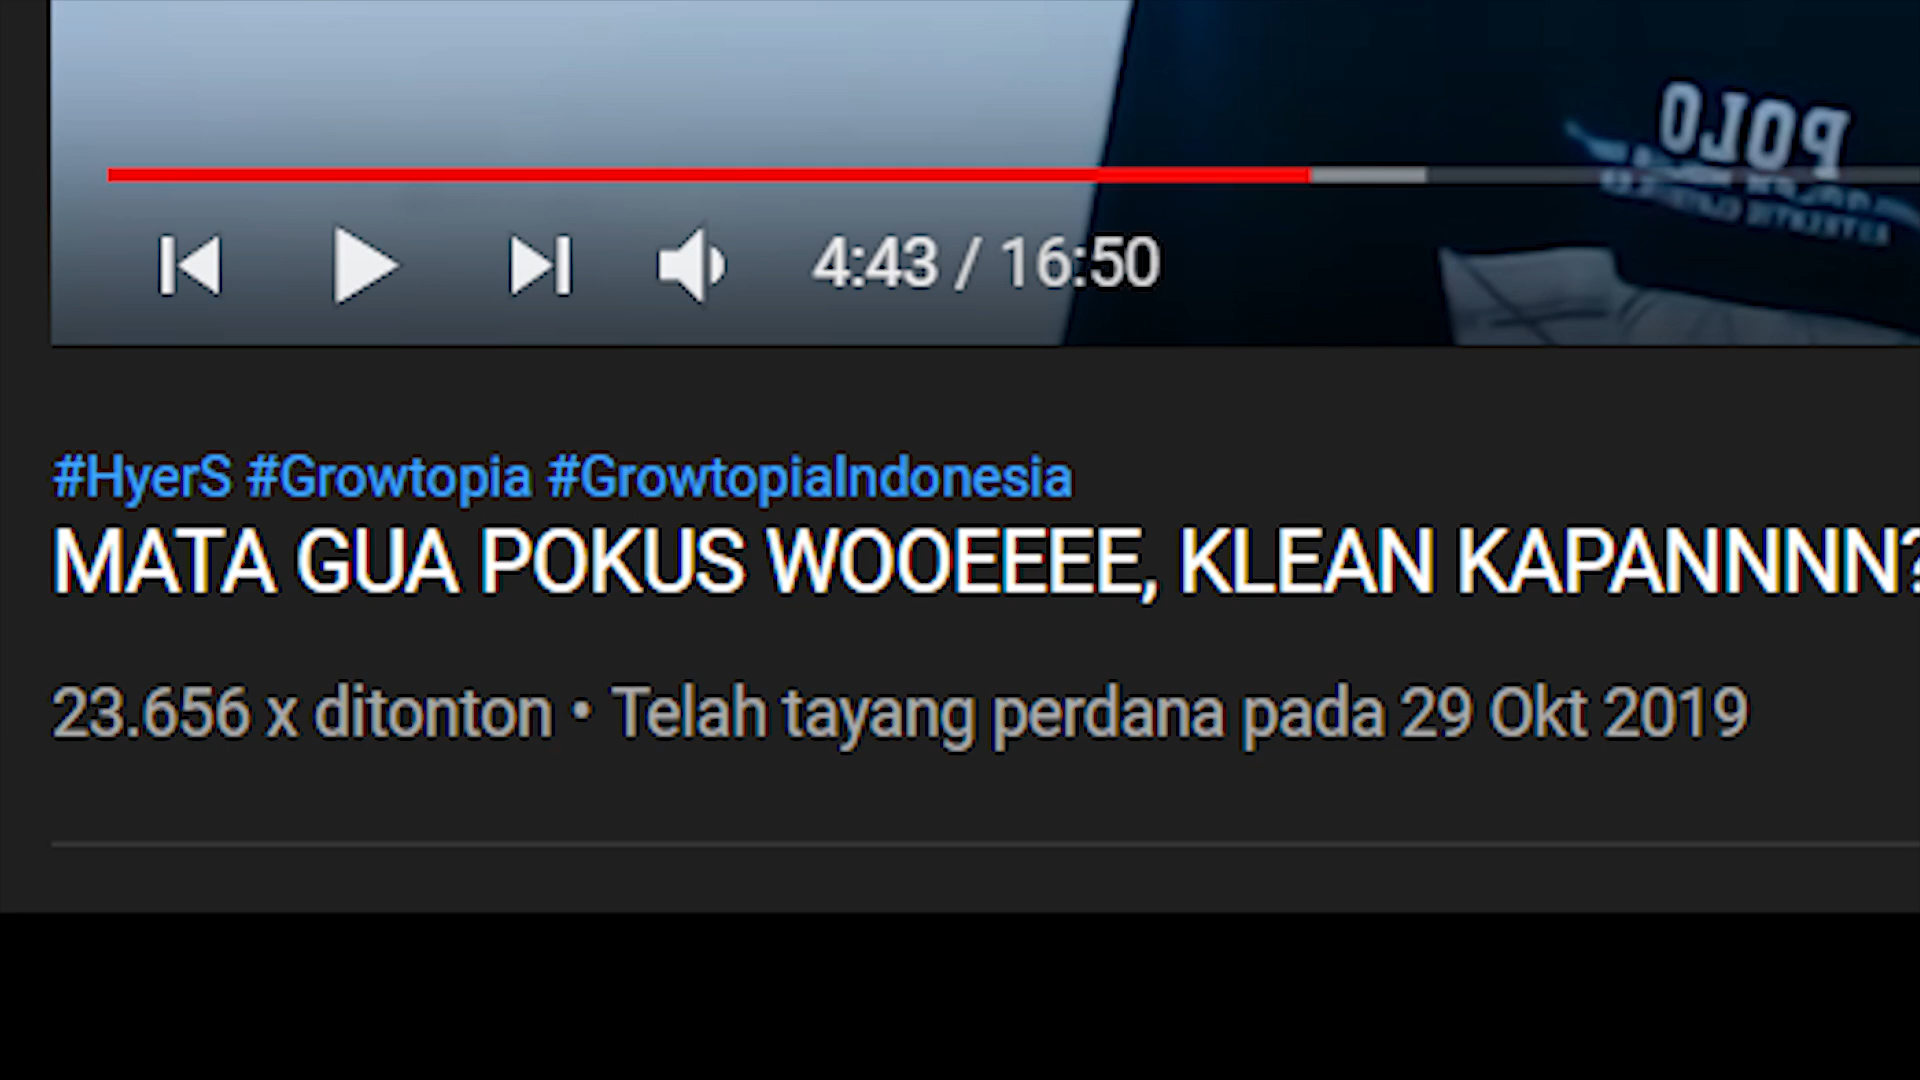 POLO
4:43 / 16:50
#HyerS #Growtopia #GrowtopiaIndonesia
MATA GUA POKUS WOOEEEE, KLEAN KAPANNNN?
23.656 x ditonton • Telah tayang perdana pada 29 Okt 2019